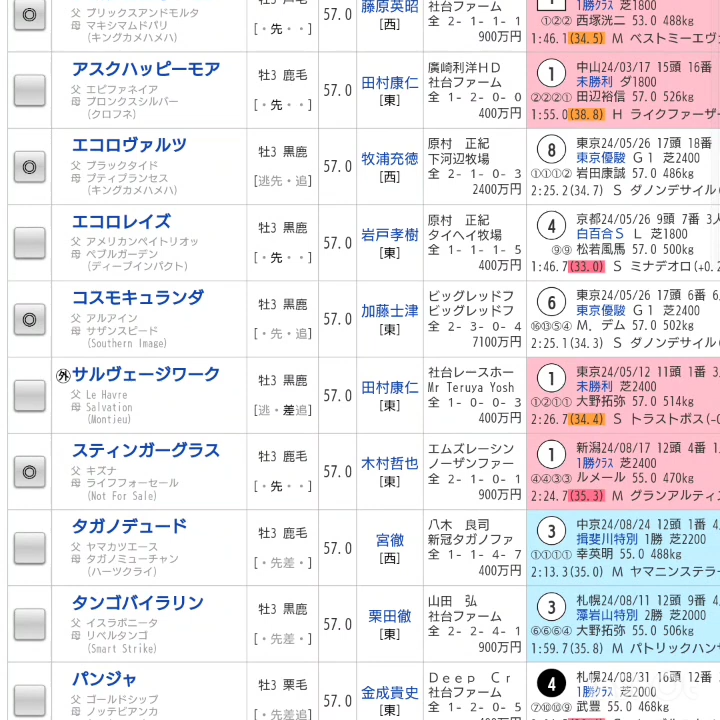 ◎ 父 ブリックスアンドモルタ 57.0 藤原英昭 社台ファーム 1勝クラス 芝1800
母 マキシマムドパリ [西] 全 2- 1- 1- 1 ①②② 西塚洸二 53.0 488kg
(キングカメハメハ) [・先・・] 900万円 1:46.1(34.5) M ベストミーエヴァ
アスクハッピーモア 牡3 鹿毛 57.0 田村康仁 廣崎利洋HD 1 中山24/03/17 15頭 16番
父 エピファネイア [東] 社台ファーム 未勝利 ダ1800
母 ブロンクスシルバー [・先・・] 全 1- 2- 0- 0 ②②②① 田辺裕信 57.0 526kg
(クロフネ) 400万円 1:55.0(38.8) H ライクファーザー
◎ エコロヴァルツ 牡3 黒鹿 57.0 牧浦充徳 原村 正紀 8 東京24/05/26 17頭 18番
父 ブラックタイド [西] 下河辺牧場 東京優駿 G1 芝2400
母 プティプランセス [逃先・追] 全 2- 1- 0- 3 ①①①② 岩田康誠 57.0 486kg
(キングカメハメハ) 2400万円 2:25.2(34.7) S ダノンデサイル(
エコロレイズ 牡3 黒鹿 57.0 岩戸孝樹 原村 正紀 4 京都24/05/26 9頭 7番 3人
父 アメリカンペイトリオッ [東] タイヘイ牧場 白百合S L 芝1800
母 ペブルガーデン [・先・・] 全 1- 1- 1- 5 ⑨⑨ 松若風馬 57.0 500kg
(ディープインパクト) 400万円 1:46.7(33.0) S ミナデオロ(+0.2
◎ コスモキュランダ 牡3 黒鹿 57.0 加藤士津 ビッグレッドフ 6 東京24/05/26 17頭 6番 6
父 アルアイン [東] ビッグレッドフ 東京優駿 G1 芝2400
母 サザンスピード [・先・追] 全 2- 3- 0- 4 ⑯⑬⑤④ M.デム 57.0 502kg
(Southern Image) 7100万円 2:25.1(34.3) S ダノンデサイル(
外 サルヴェージワーク 牡3 黒鹿 57.0 田村康仁 社台レースホー 1 東京24/05/12 11頭 1番 3
父 Le Havre [東] Mr Teruya Yosh 未勝利 芝2400
母 Salvation [逃・差追] 全 1- 0- 0- 3 ①②①① 大野拓弥 57.0 514kg
(Montieu) 400万円 2:26.7(34.4) S トラストボス(-0
◎ スティンガーグラス 牡3 鹿毛 57.0 木村哲也 エムズレーシン 1 新潟24/08/17 12頭 4番 1
父 キズナ [東] ノーザンファー 1勝クラス 芝2400
母 ライフフォーセール [・先・・] 全 2- 1- 0- 1 ④④③③ ルメール 55.0 470kg
(Not For Sale) 900万円 2:24.7(35.3) M グランアルティス
タガノデュード 牡3 鹿毛 57.0 宮徹 八木 良司 3 中京24/08/24 12頭 1番 4
父 ヤマカツエース [西] 新冠タガノファ 揖斐川特別 1勝 芝2200
母 タガノミューチャン [・先差・] 全 1- 1- 4- 7 ①①①① 幸英明 55.0 488kg
(ハーツクライ) 400万円 2:13.3(35.0) M ヤマニンステラー
タンゴバイラリン 牡3 黒鹿 57.0 栗田徹 山田 弘 3 札幌24/08/11 12頭 9番 4
父 イスラボニータ [東] 社台ファーム 藻岩山特別 2勝 芝2000
母 リベルタンゴ [・先差・] 全 2- 2- 4- 1 ⑥⑥⑥④ 大野拓弥 55.0 506kg
(Smart Strike) 900万円 1:59.7(35.8) M パトリックハンサ
パンジャ 牡3 栗毛 57.0 金成貴史 Deep Cr 4 札幌24/08/31 16頭 12番
父 ゴールドシップ [東] 社台ファーム 1勝クラス 芝2000
母 ノッテビアンカ [・先差追] 全 1- 0- 2- 5 ⑦⑩⑩⑨ 武豊 55.0 468kg